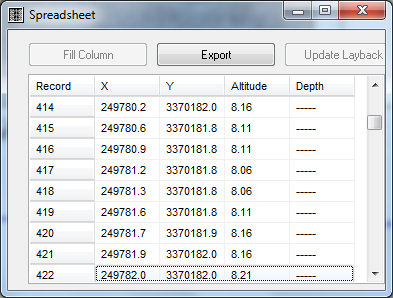 Spreadsheet
Fill Column Export Update Layback
Record X Y Altitude Depth
414 249780.2 3370182.0 8.16 -----
415 249780.6 3370181.8 8.11 -----
416 249780.9 3370181.8 8.11 -----
417 249781.2 3370181.8 8.06 -----
418 249781.3 3370181.8 8.06 -----
419 249781.6 3370181.8 8.11 -----
420 249781.7 3370181.9 8.16 -----
421 249781.9 3370182.0 8.16 -----
422 249782.0 3370182.0 8.21 -----